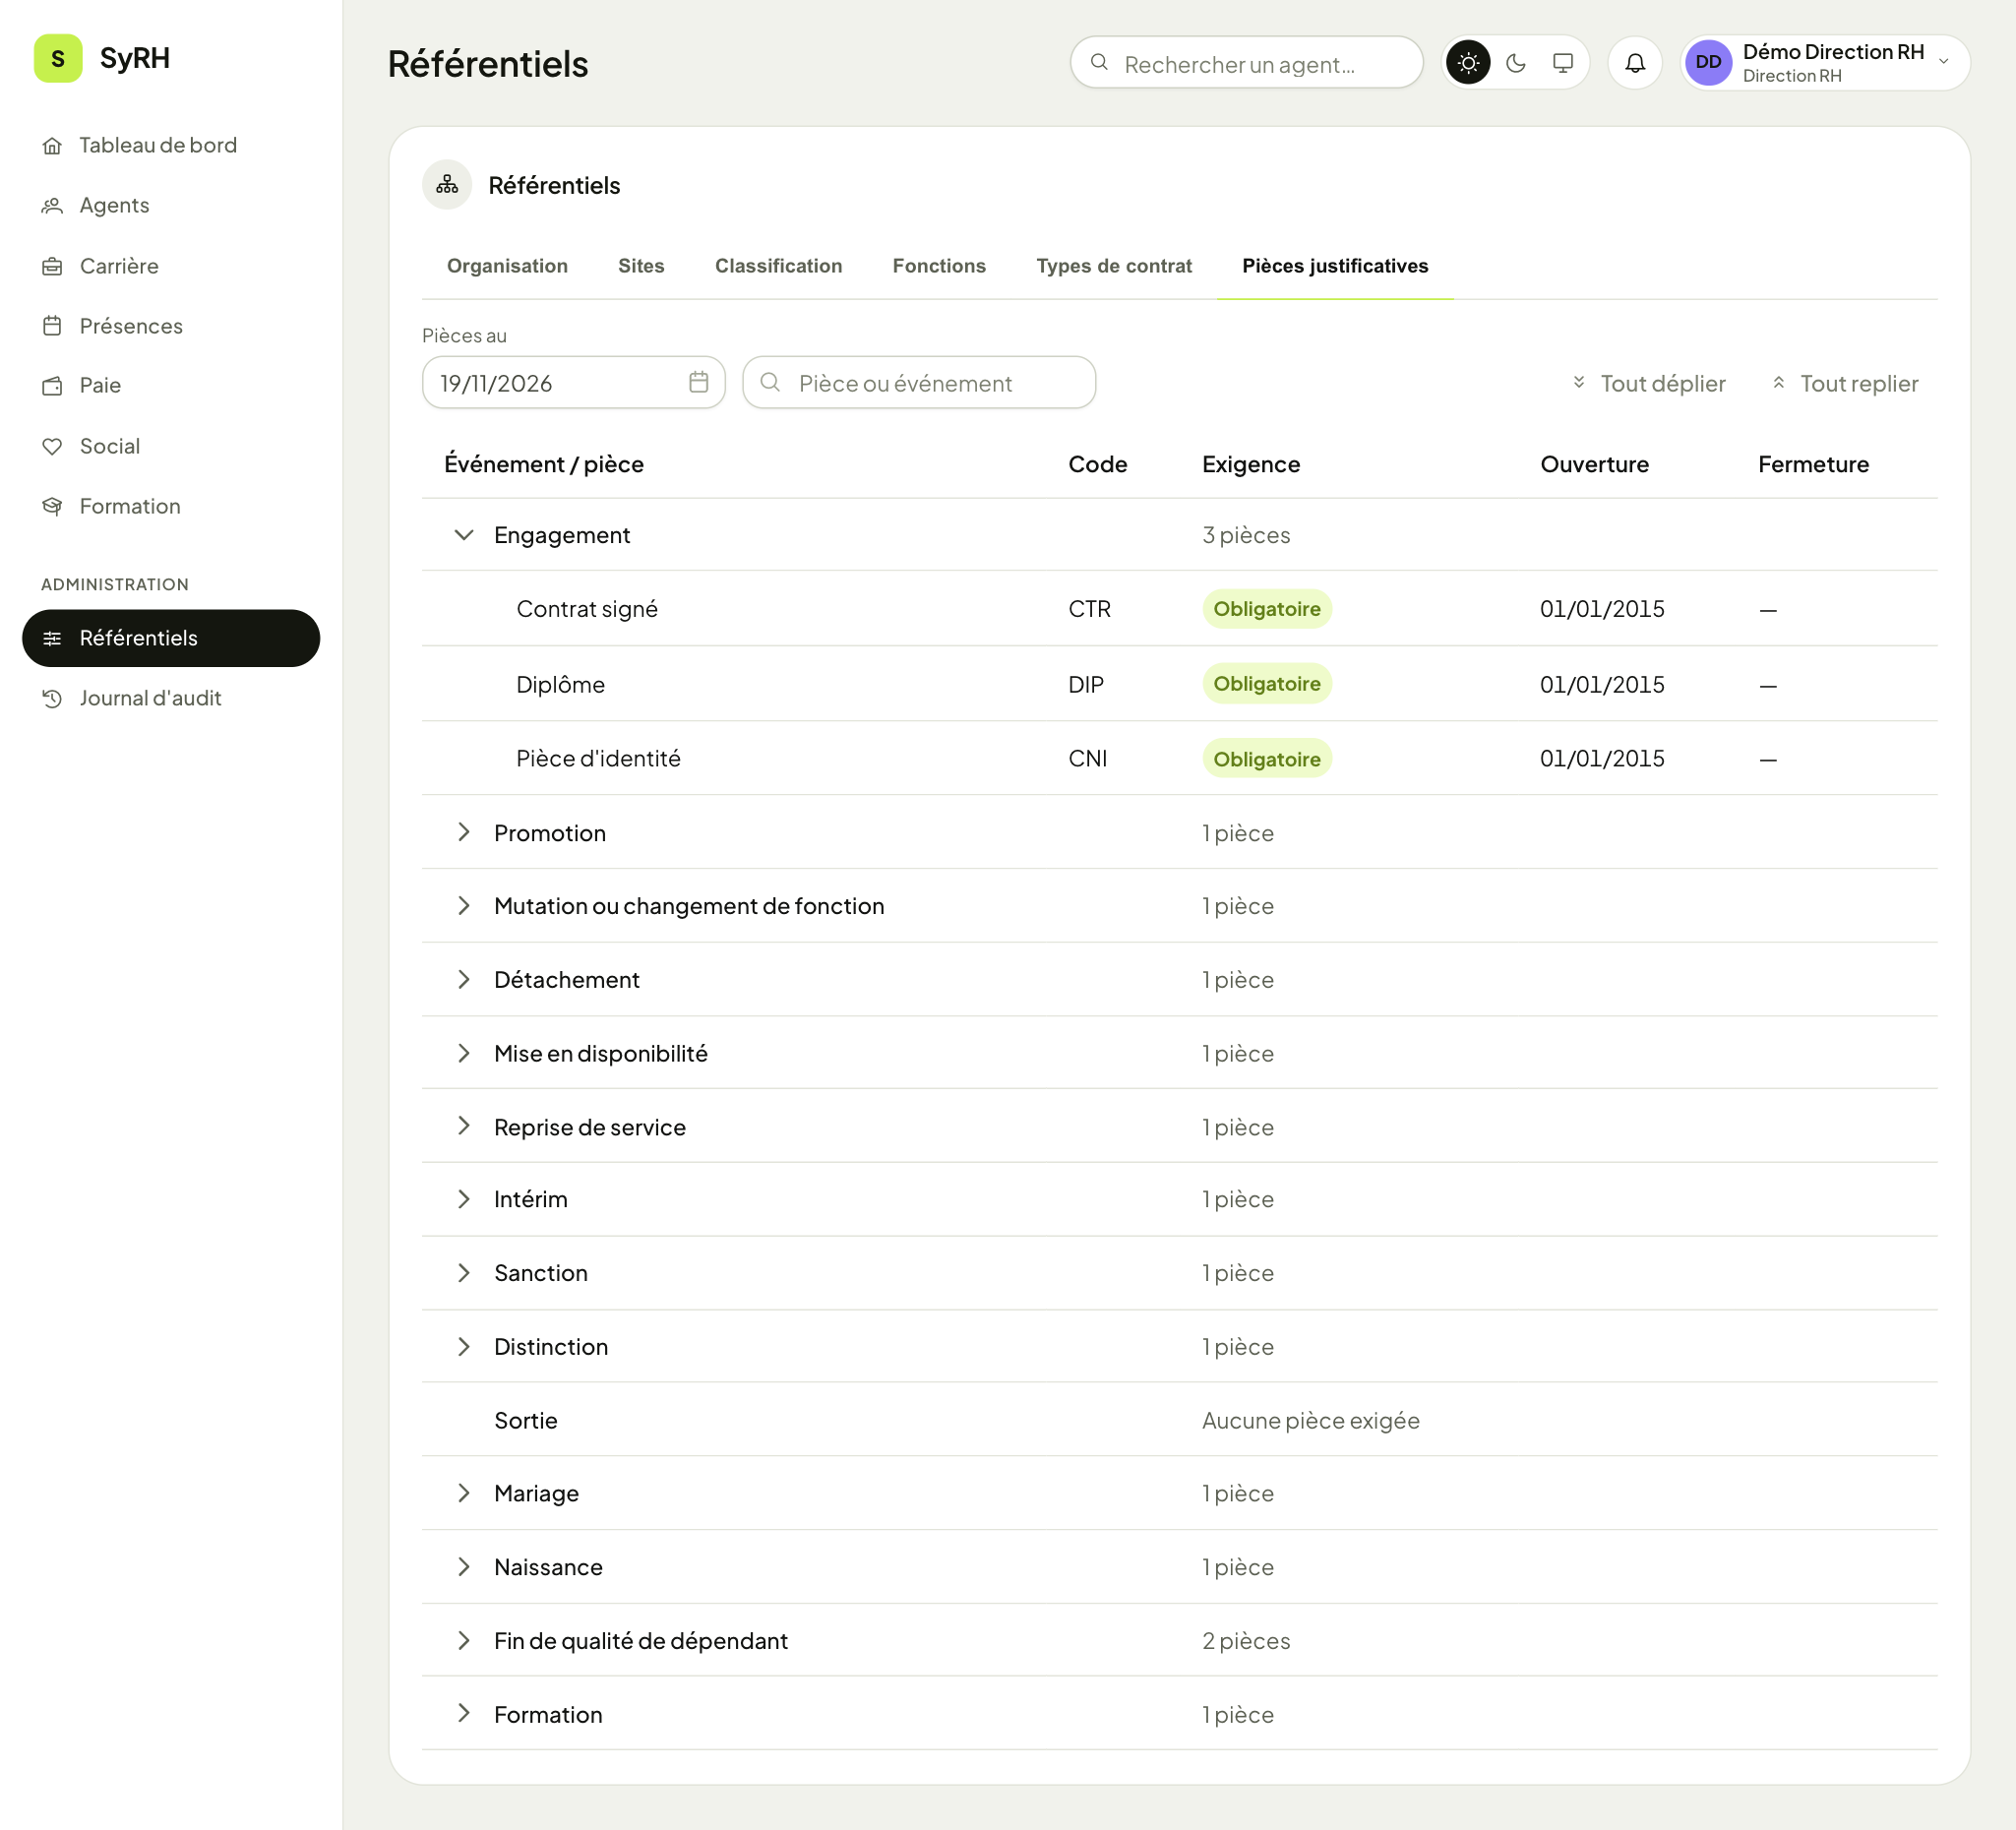 S SyRH
Tableau de bord
Agents
Carrière
Présences
Paie
Social
Formation
ADMINISTRATION
Référentiels
Journal d'audit
Référentiels
Rechercher un agent...
DD
Démo Direction RH
Direction RH
Référentiels
Organisation Sites Classification Fonctions Types de contrat Pièces justificatives
Pièces au
19/11/2026 Pièce ou événement Tout déplier Tout replier
Événement / pièce Code Exigence Ouverture Fermeture
Engagement 3 pièces
Contrat signé CTR Obligatoire 01/01/2015 —
Diplôme DIP Obligatoire 01/01/2015 —
Pièce d'identité CNI Obligatoire 01/01/2015 —
Promotion 1 pièce
Mutation ou changement de fonction 1 pièce
Détachement 1 pièce
Mise en disponibilité 1 pièce
Reprise de service 1 pièce
Intérim 1 pièce
Sanction 1 pièce
Distinction 1 pièce
Sortie Aucune pièce exigée
Mariage 1 pièce
Naissance 1 pièce
Fin de qualité de dépendant 2 pièces
Formation 1 pièce